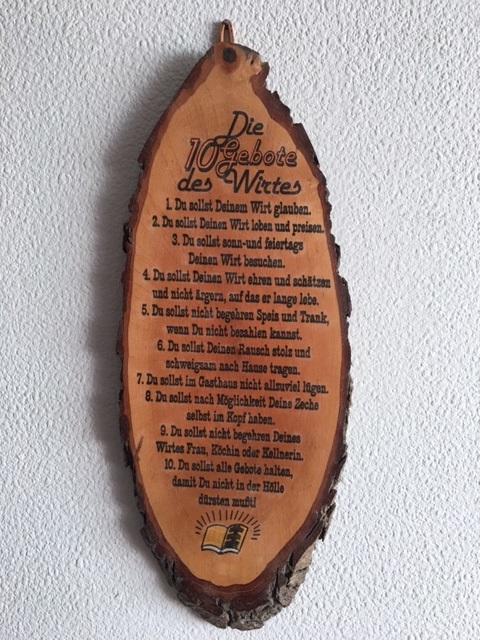 Die
10 Gebote
des Wirtes
1. Du sollst Deinem Wirt glauben.
2. Du sollst Deinen Wirt loben und preisen.
3. Du sollst sonn-und feiertags
Deinen Wirt besuchen.
4. Du sollst Deinen Wirt ehren und schätzen
und nicht ärgern, auf das er lange lebe.
5. Du sollst nicht begehren Speis und Trank,
wenn Du nicht bezahlen kannst.
6. Du sollst Deinen Rausch stolz und
schweigsam nach Hause tragen.
7. Du sollst im Gasthaus nicht allzuviel lügen.
8. Du sollst nach Möglichkeit Deine Zeche
selbst im Kopf haben.
9. Du sollst nicht begehren Deines
Wirtes Frau, Köchin oder Kellnerin.
10. Du sollst alle Gebote halten,
damit Du nicht in der Hölle
dürsten mußt!